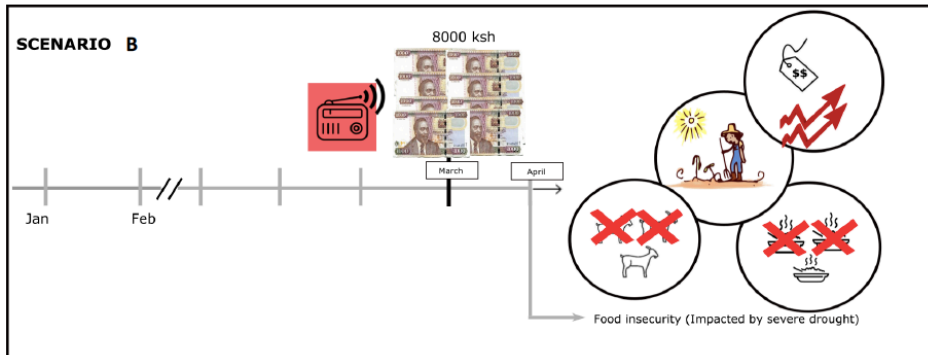 SCENARIO B
8000 ksh
$$
March
April
Jan
Feb
Food insecurity (Impacted by severe drought)